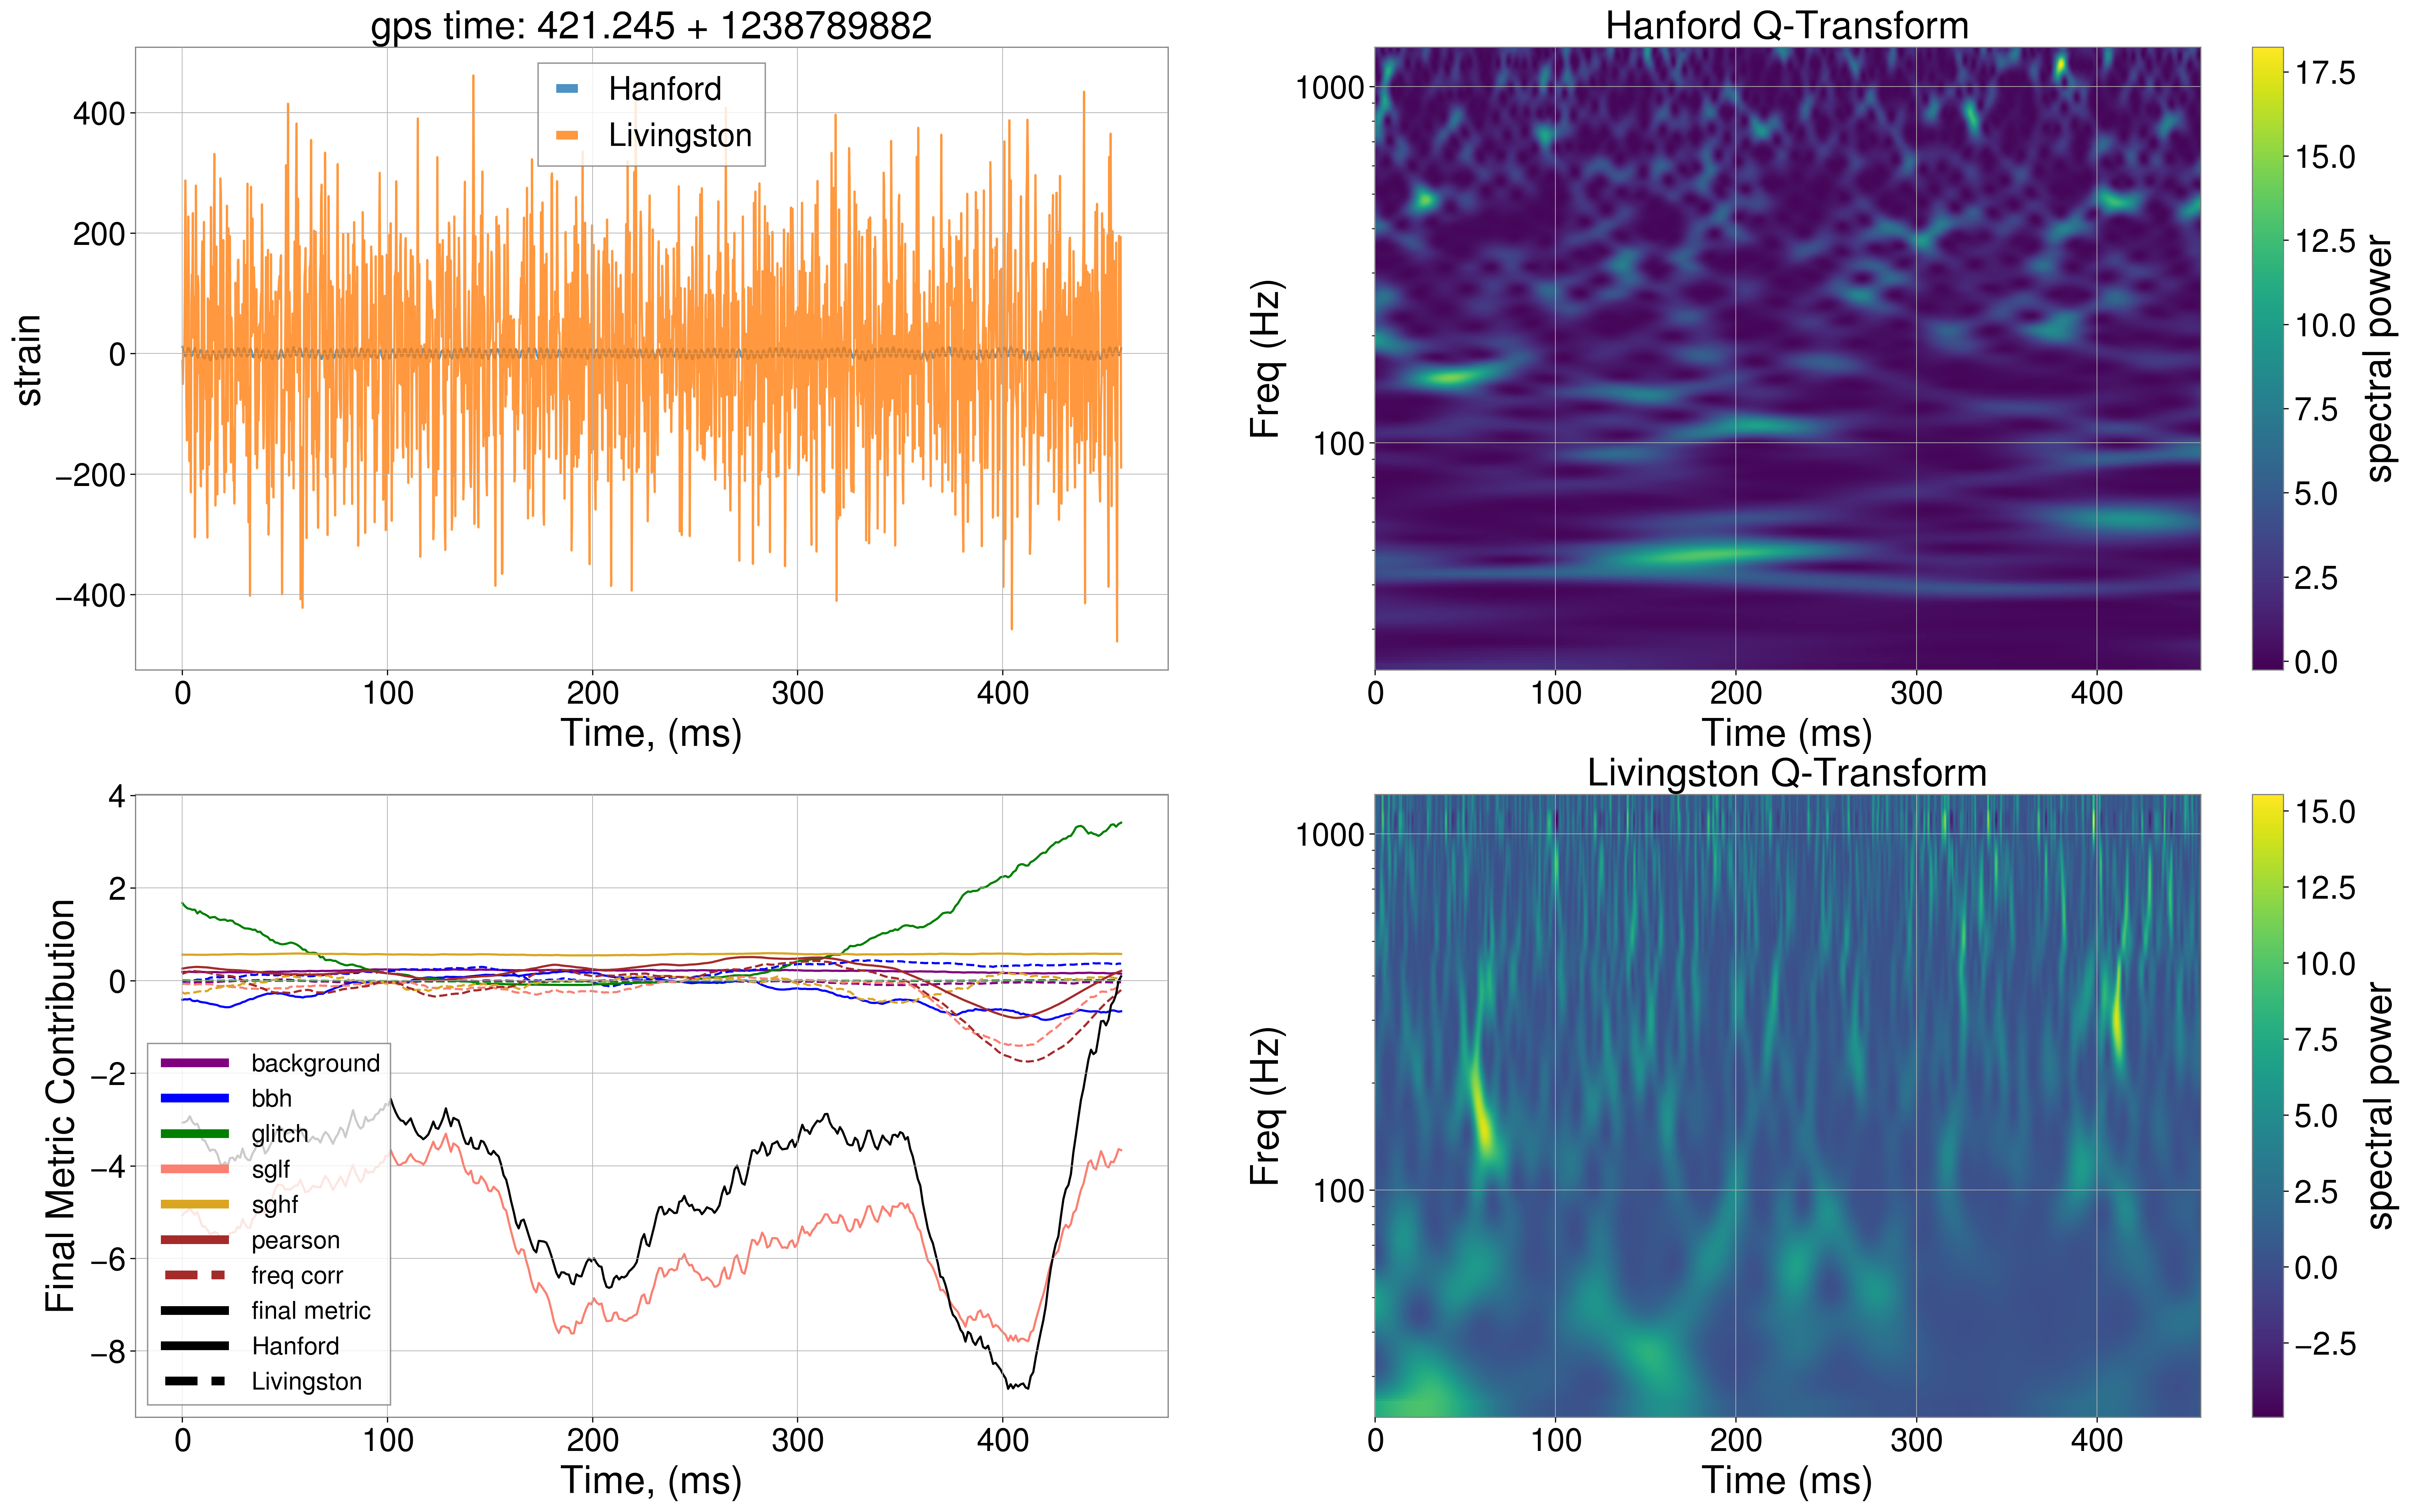 gps time: 421.245 + 1238789882
strain
400
200
0
−200
−400
Hanford
Livingston
0 100 200 300 400
Time, (ms)
Hanford Q-Transform
Freq (Hz)
1000
100
0 100 200 300 400
Time (ms)
17.5
15.0
12.5
10.0
7.5
5.0
2.5
0.0
spectral power
Final Metric Contribution
4
2
0
−2
−4
−6
−8
background
bbh
glitch
sglf
sghf
pearson
freq corr
final metric
Hanford
Livingston
0 100 200 300 400
Time, (ms)
Livingston Q-Transform
Freq (Hz)
1000
100
0 100 200 300 400
Time (ms)
15.0
12.5
10.0
7.5
5.0
2.5
0.0
−2.5
spectral power